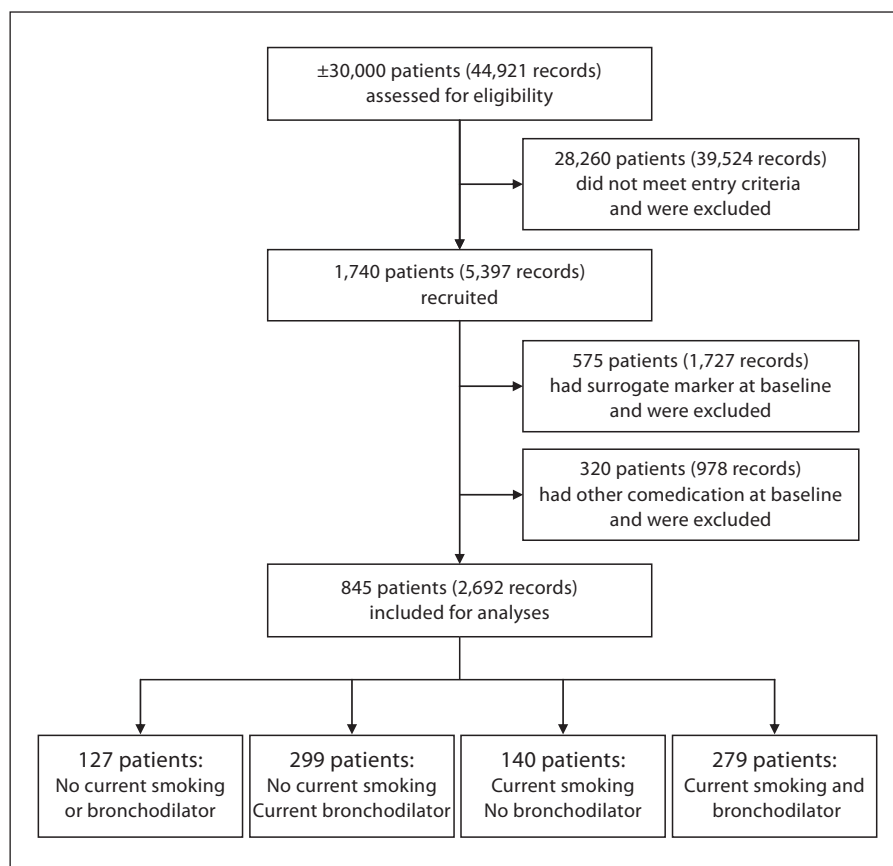 ±30,000 patients (44,921 records)
assessed for eligibility
28,260 patients (39,524 records)
did not meet entry criteria
and were excluded
1,740 patients (5,397 records)
recruited
575 patients (1,727 records)
had surrogate marker at baseline
and were excluded
320 patients (978 records)
had other comedication at baseline
and were excluded
845 patients (2,692 records)
included for analyses
127 patients:
No current smoking
or bronchodilator
299 patients:
No current smoking
Current bronchodilator
140 patients:
Current smoking
No bronchodilator
279 patients:
Current smoking and
bronchodilator